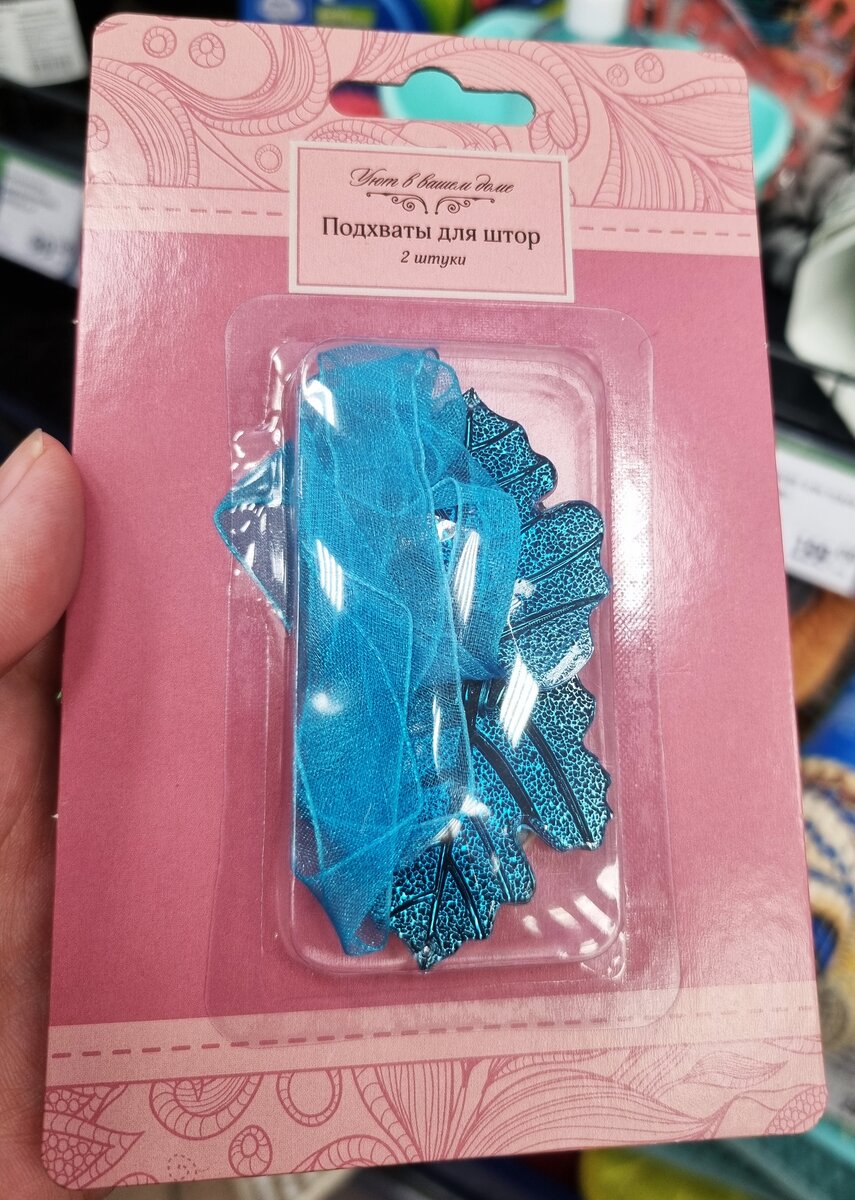 Уют в вашем доме
Подхваты для штор
2 штуки